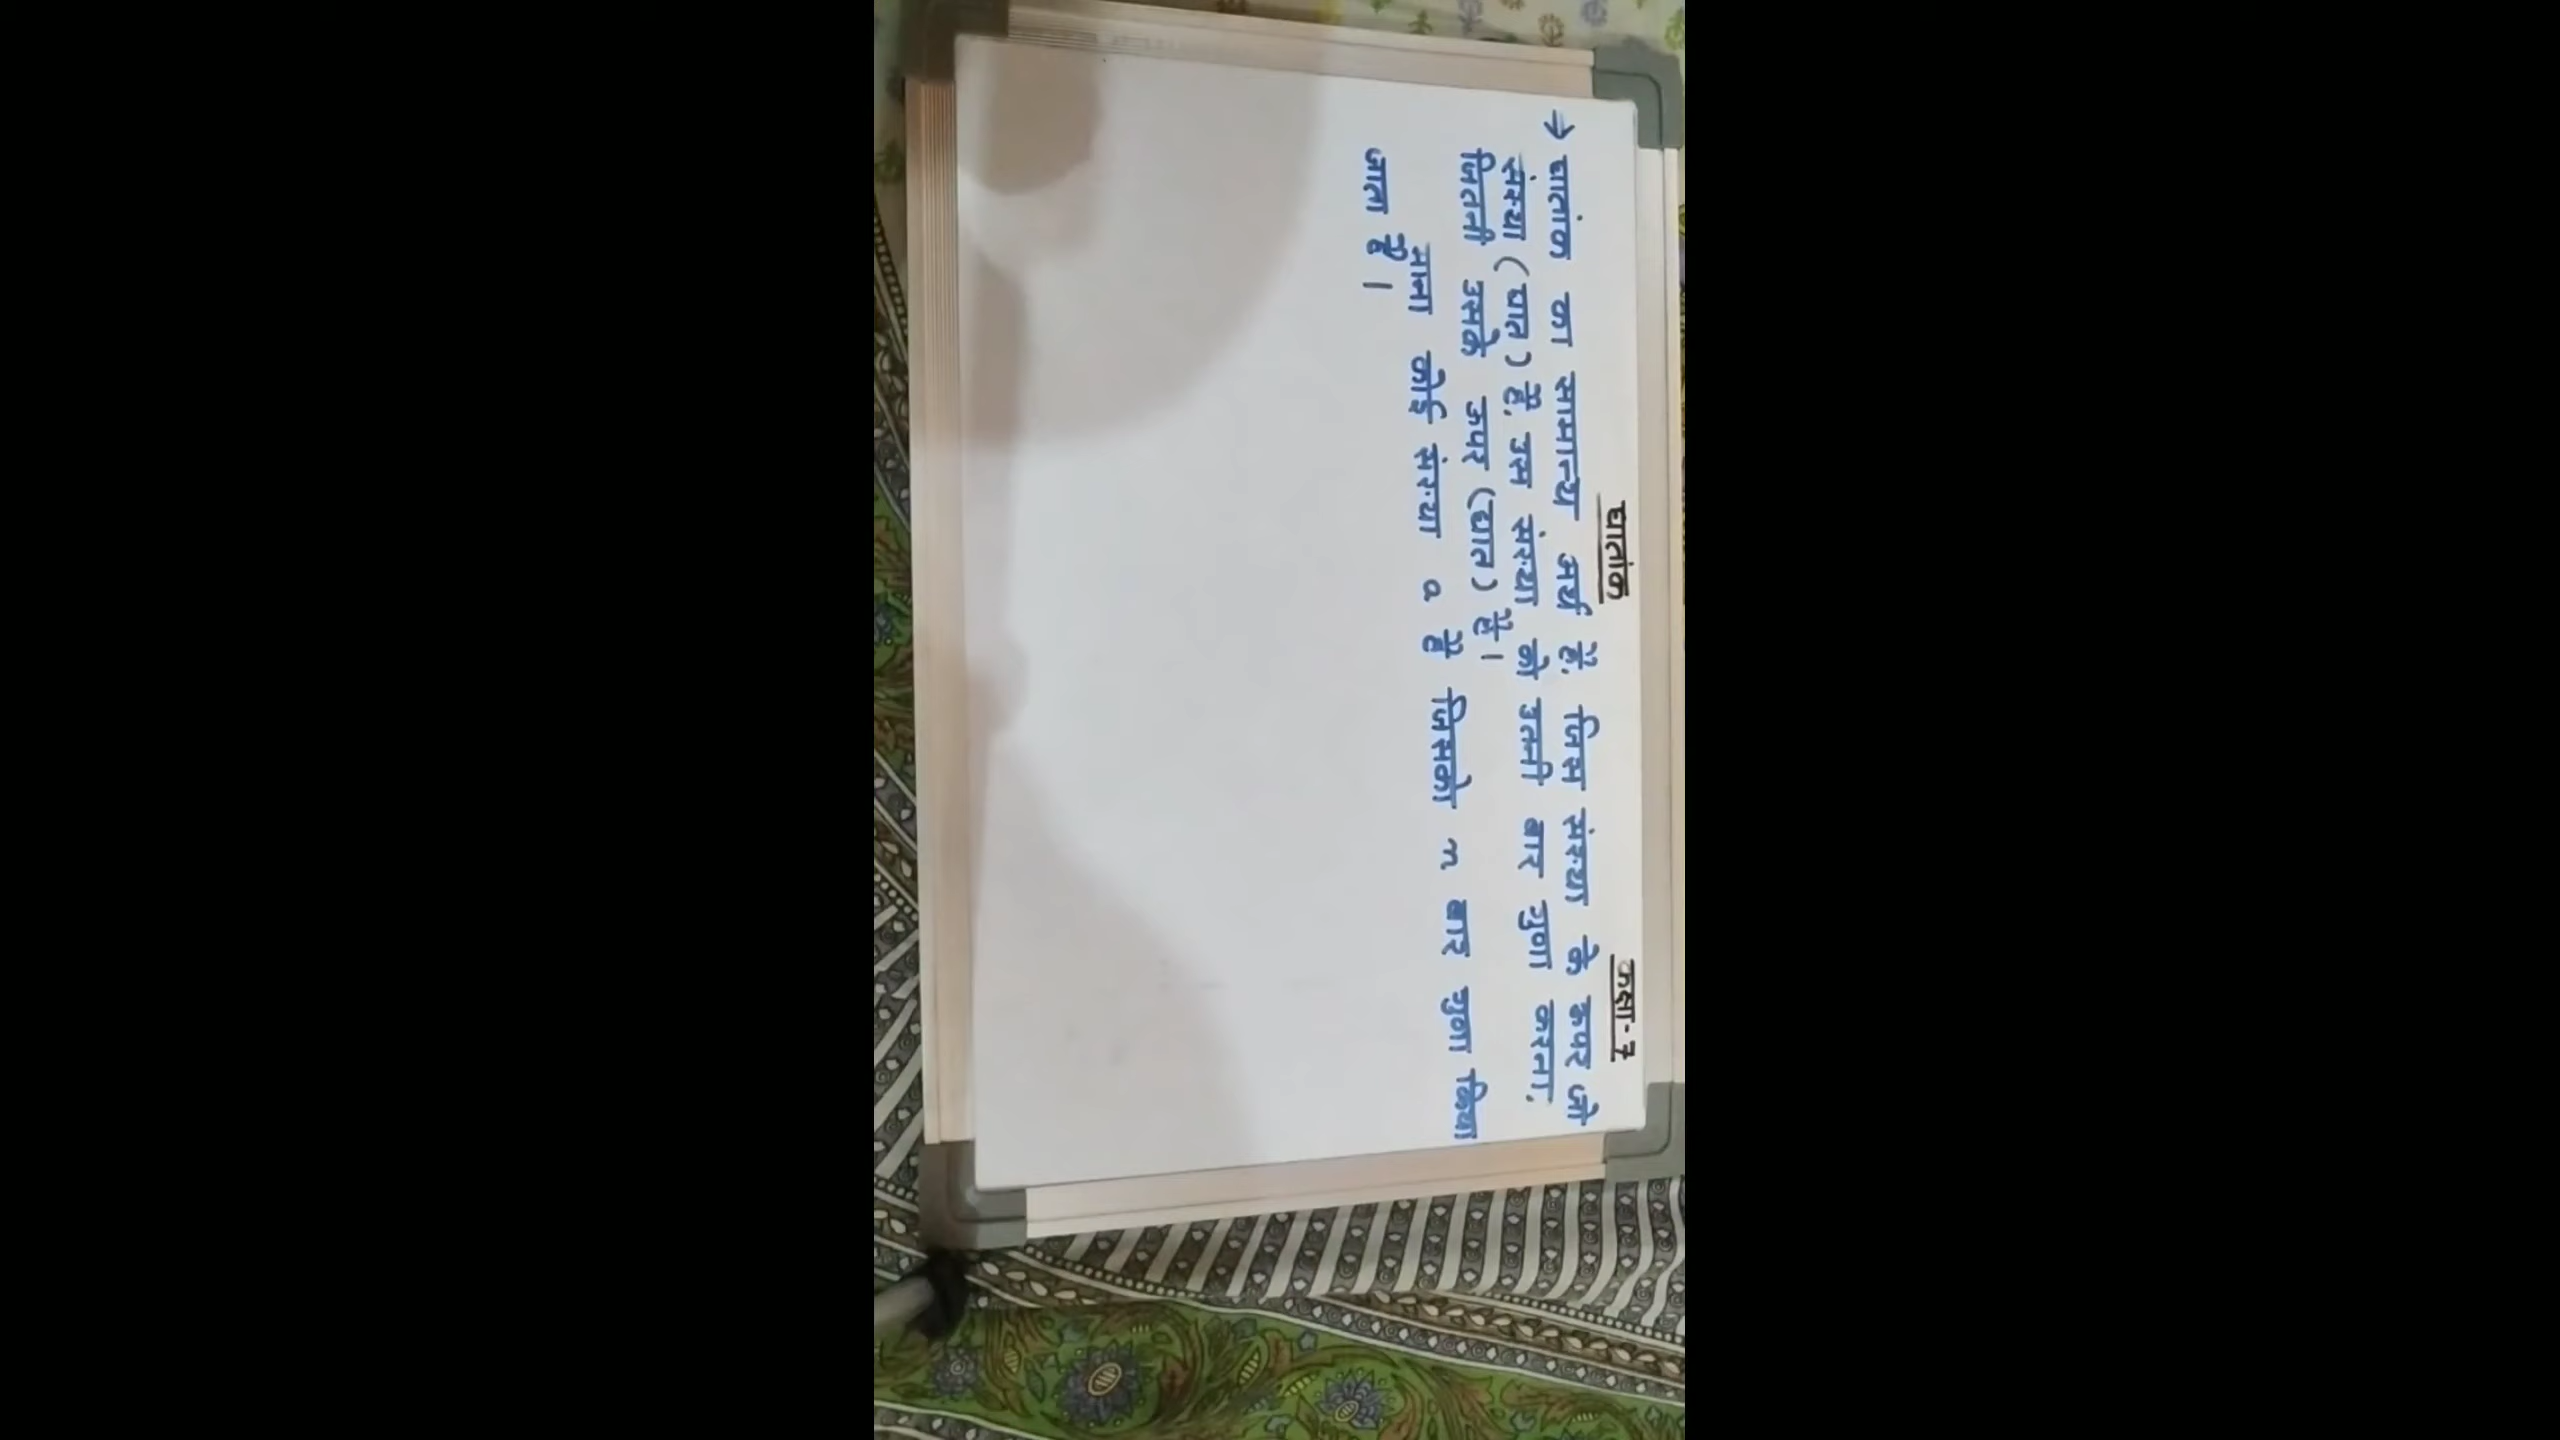 घातांक
कक्षा-7
→ घातांक का सामान्य अर्थ हैं. जिस संख्या के ऊपर जो
संख्या (घात) हैं. उस संख्या को उतनी बार गुणा करना.
जितनी उसके ऊपर (घात) हैं।
माना कोई संख्या a हैं जिसको n बार गुणा किया
जाता हैं।